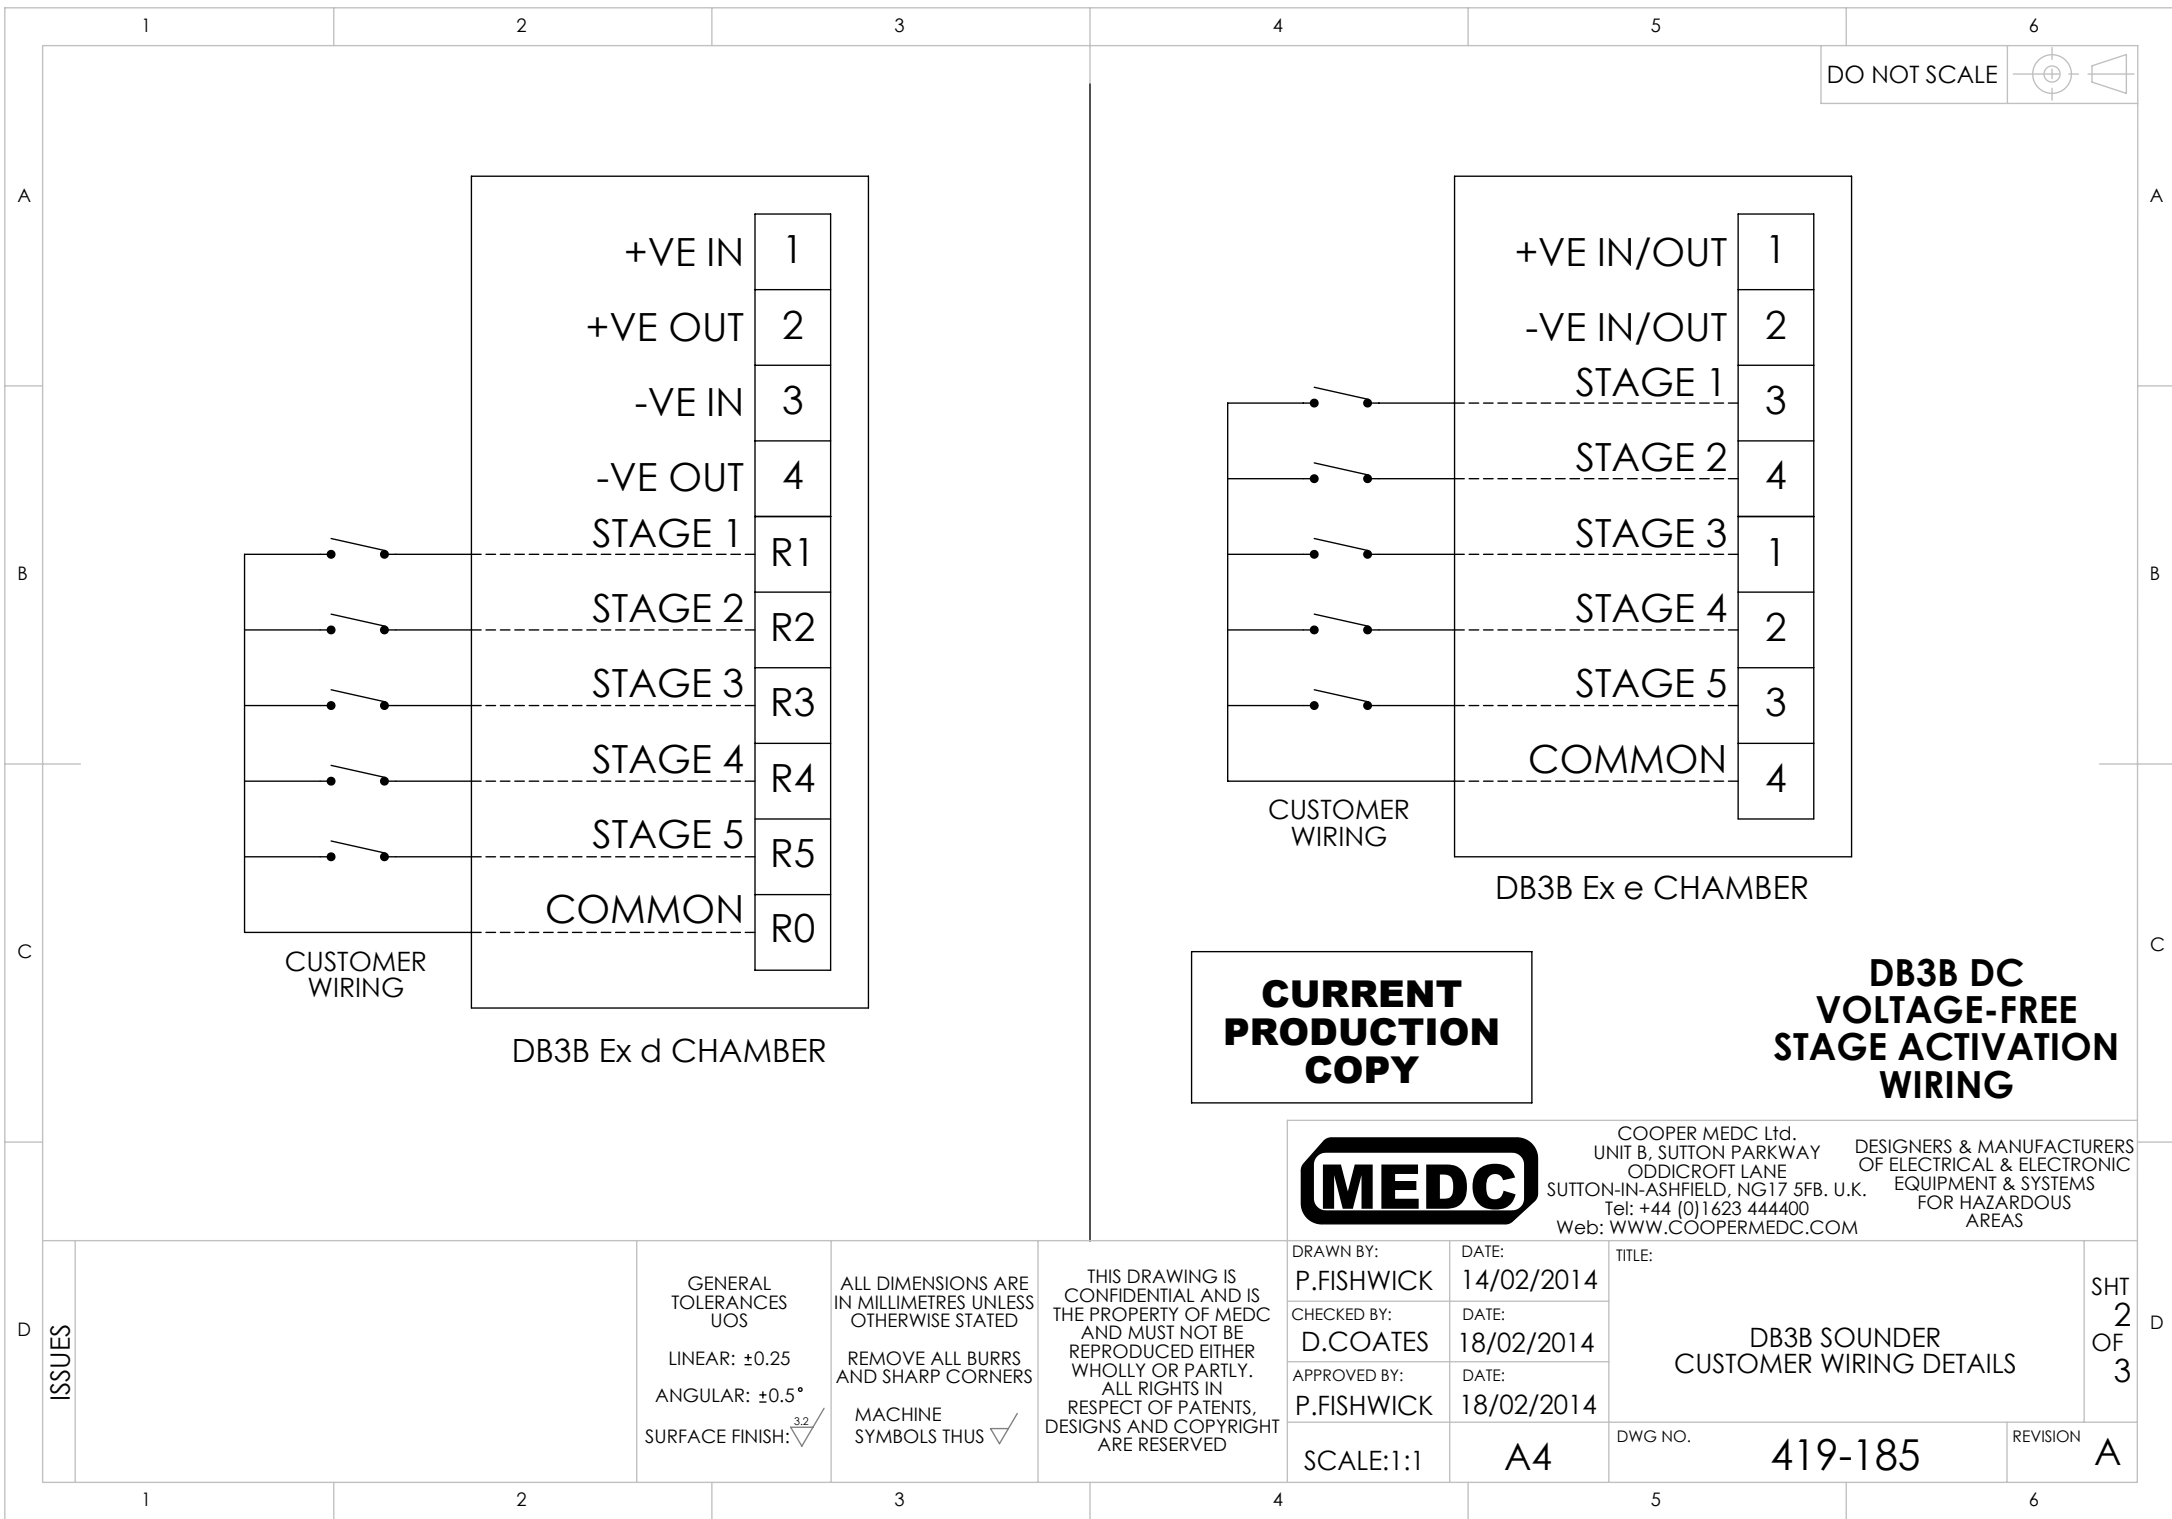 1 2 3 4 5 6
DO NOT SCALE
A A
B B
C C
D D
+VE IN 1
+VE OUT 2
-VE IN 3
-VE OUT 4
STAGE 1 R1
STAGE 2 R2
STAGE 3 R3
STAGE 4 R4
STAGE 5 R5
COMMON R0
CUSTOMER
WIRING
DB3B Ex d CHAMBER
+VE IN/OUT 1
-VE IN/OUT 2
STAGE 1 3
STAGE 2 4
STAGE 3 1
STAGE 4 2
STAGE 5 3
COMMON 4
CUSTOMER
WIRING
DB3B Ex e CHAMBER
CURRENT
PRODUCTION
COPY
DB3B DC
VOLTAGE-FREE
STAGE ACTIVATION
WIRING
MEDC
COOPER MEDC Ltd.
UNIT B, SUTTON PARKWAY
ODDICROFT LANE
SUTTON-IN-ASHFIELD, NG17 5FB. U.K.
Tel: +44 (0)1623 444400
Web: WWW.COOPERMEDC.COM
DESIGNERS & MANUFACTURERS
OF ELECTRICAL & ELECTRONIC
EQUIPMENT & SYSTEMS
FOR HAZARDOUS
AREAS
ISSUES
GENERAL
TOLERANCES
UOS
LINEAR: ±0.25
ANGULAR: ±0.5°
SURFACE FINISH: 3.2
ALL DIMENSIONS ARE
IN MILLIMETRES UNLESS
OTHERWISE STATED
REMOVE ALL BURRS
AND SHARP CORNERS
MACHINE
SYMBOLS THUS
THIS DRAWING IS
CONFIDENTIAL AND IS
THE PROPERTY OF MEDC
AND MUST NOT BE
REPRODUCED EITHER
WHOLLY OR PARTLY.
ALL RIGHTS IN
RESPECT OF PATENTS,
DESIGNS AND COPYRIGHT
ARE RESERVED
DRAWN BY:
P.FISHWICK
DATE:
14/02/2014
CHECKED BY:
D.COATES
DATE:
18/02/2014
APPROVED BY:
P.FISHWICK
DATE:
18/02/2014
SCALE:1:1
A4
TITLE:
DB3B SOUNDER
CUSTOMER WIRING DETAILS
SHT
2
OF
3
DWG NO.
419-185
REVISION
A
1 2 3 4 5 6